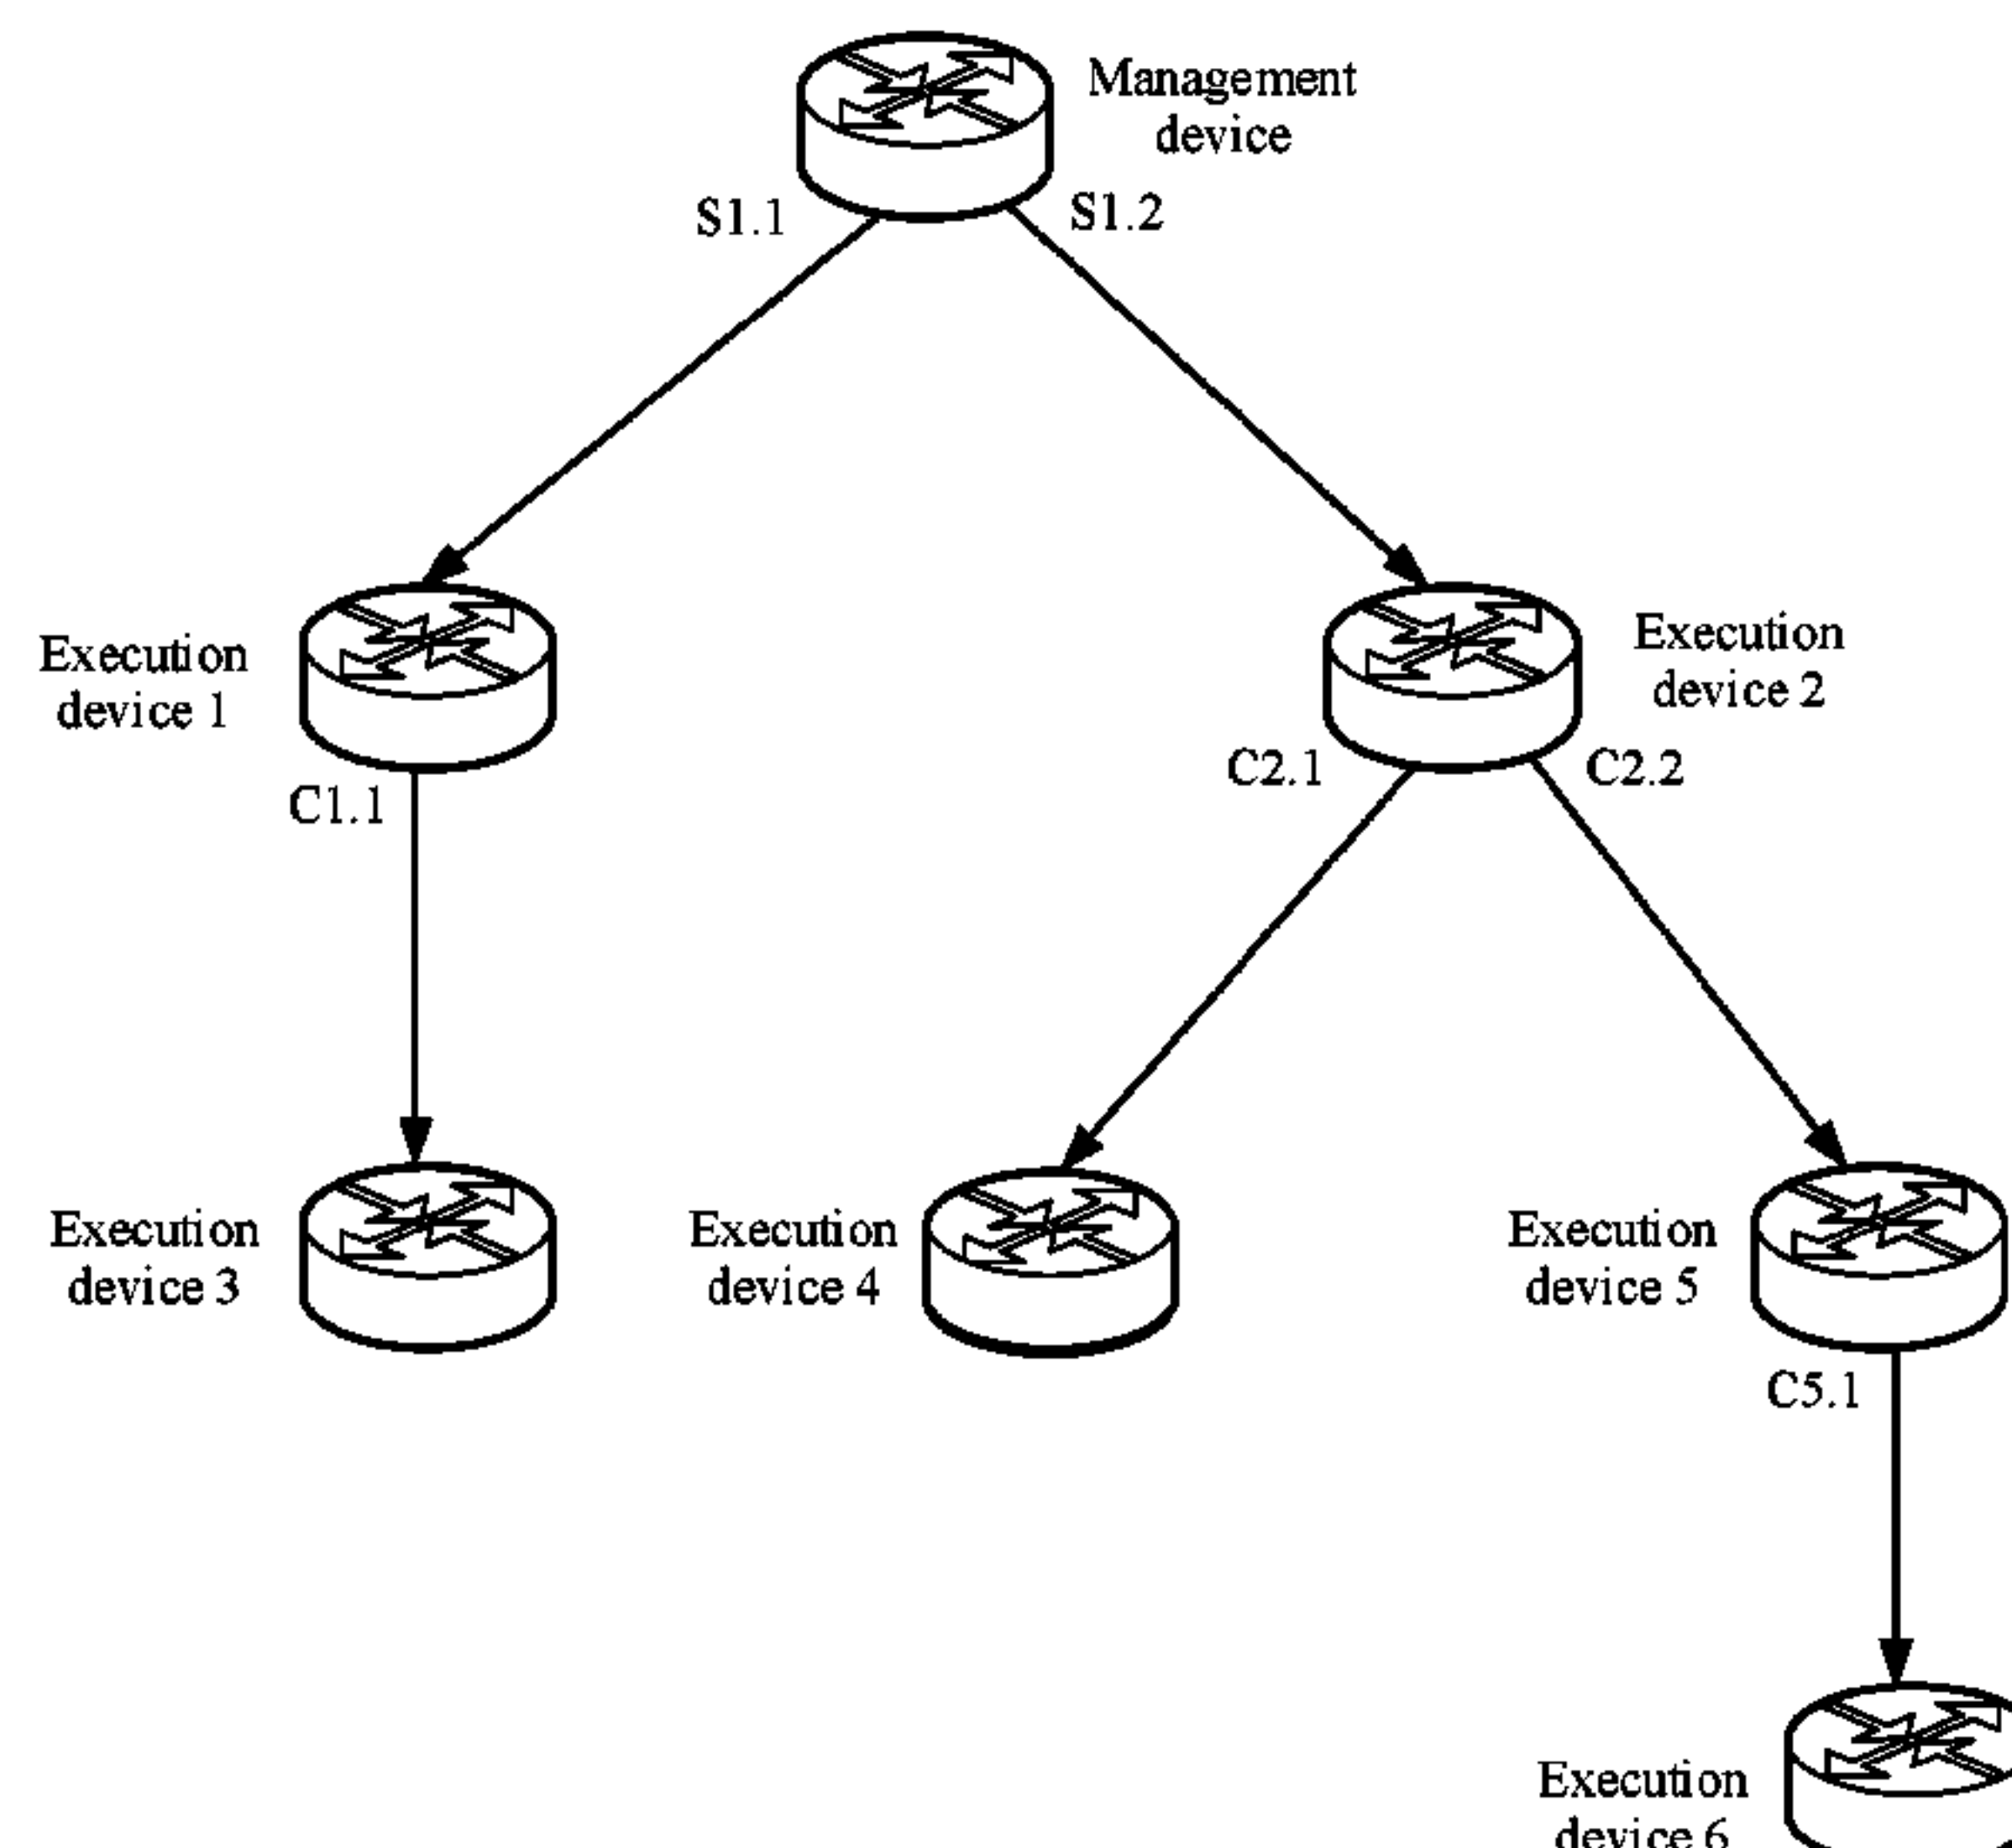 Management
device
S1.1
S1.2
Execution
device 1
Execution
device 2
C1.1
C2.1
C2.2
Execution
device 3
Execution
device 4
Execution
device 5
C5.1
Execution
device 6